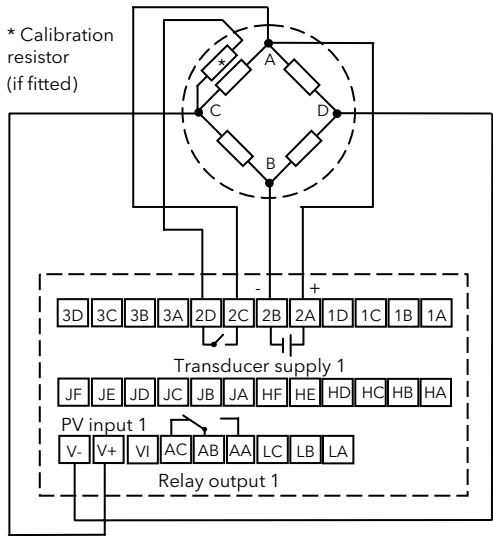 * Calibration
resistor
(if fitted)
*
A
C
D
B
- +
3D 3C 3B 3A 2D 2C 2B 2A 1D 1C 1B 1A
Transducer supply 1
JF JE JD JC JB JA HF HE HD HC HB HA
PV input 1
V- V+ VI AC AB AA LC LB LA
Relay output 1